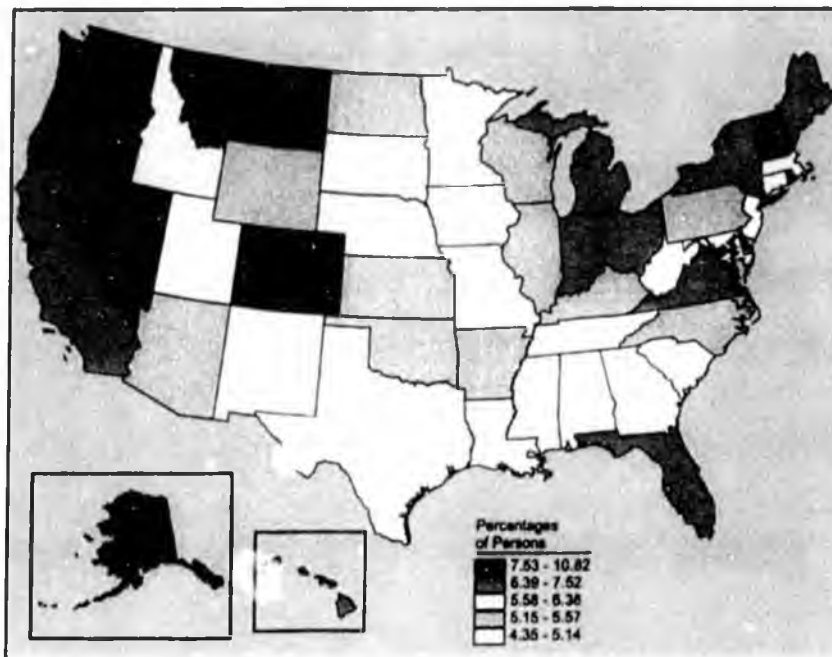 Percentages
of Persons
7.53 - 10.82
6.39 - 7.52
5.58 - 6.38
5.15 - 5.57
4.35 - 5.14